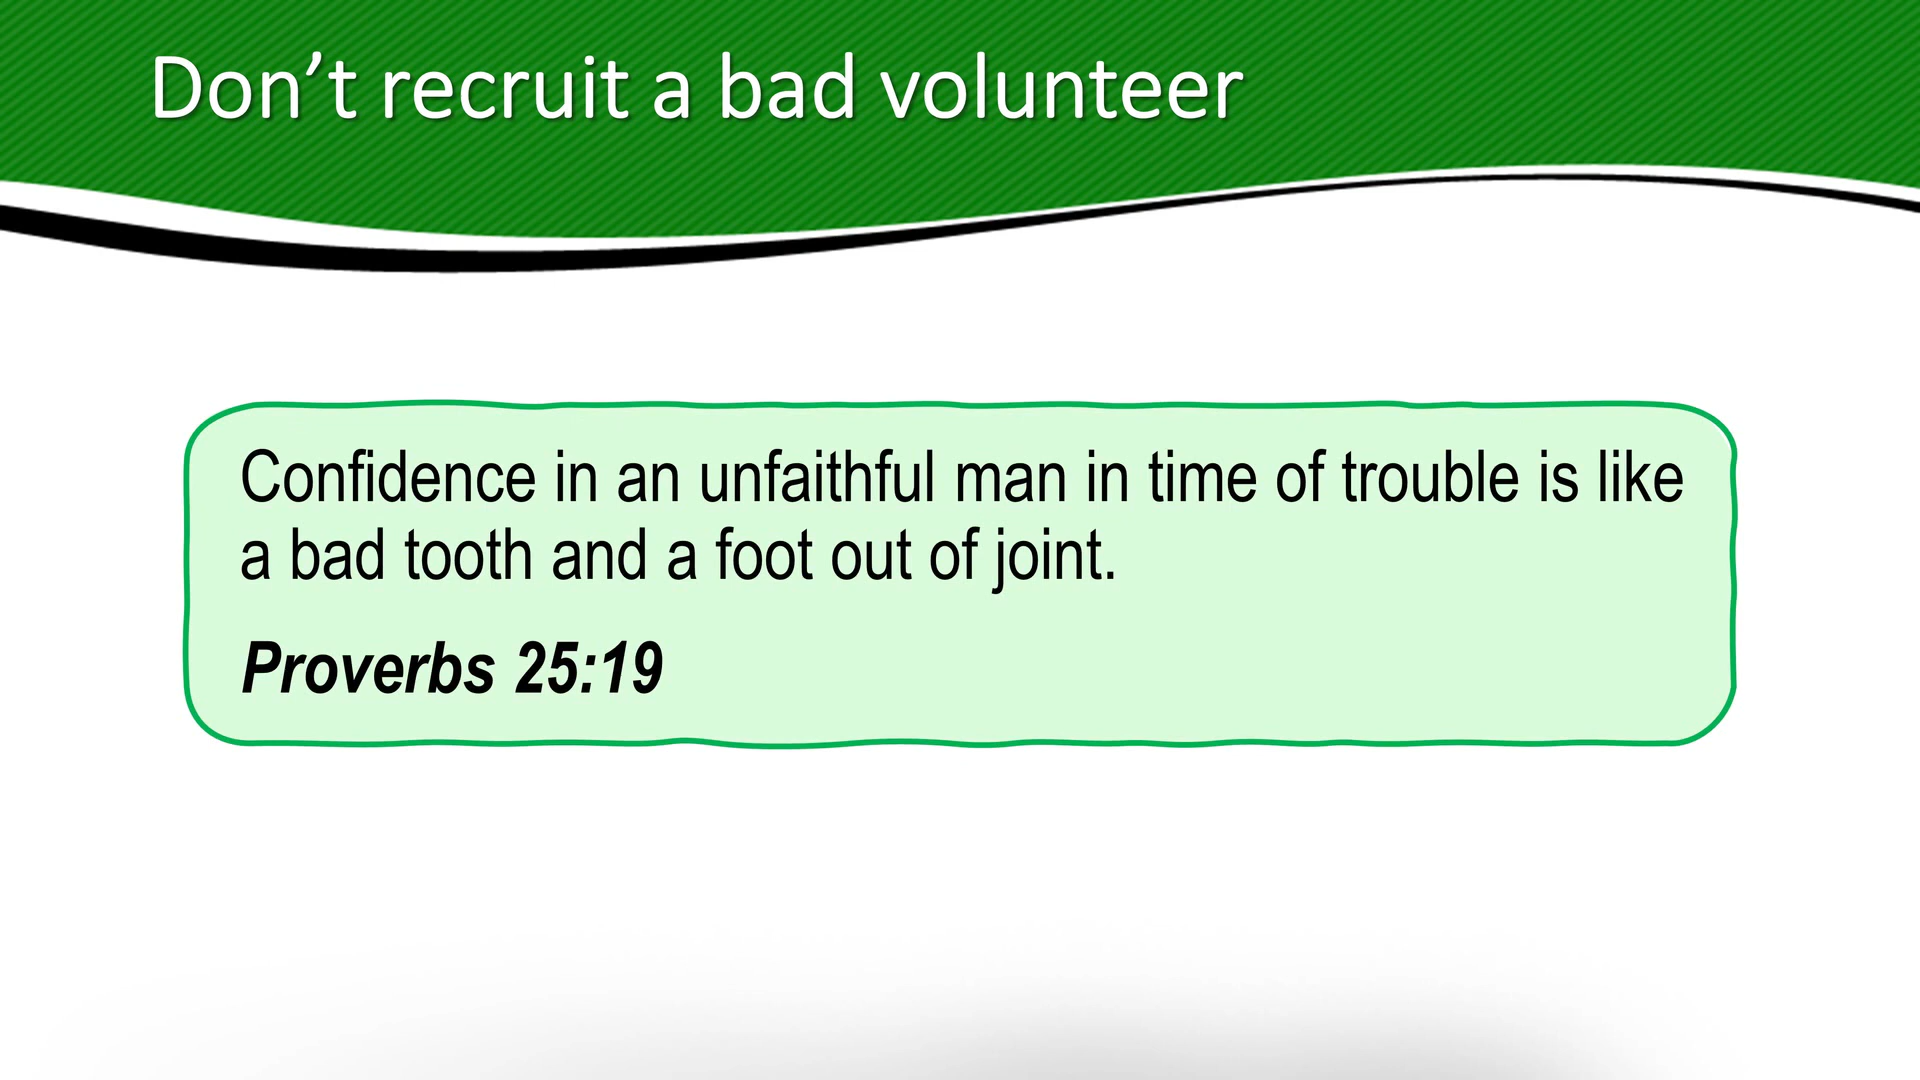 Don’t recruit a bad volunteer
Confidence in an unfaithful man in time of trouble is like
a bad tooth and a foot out of joint.
Proverbs 25:19